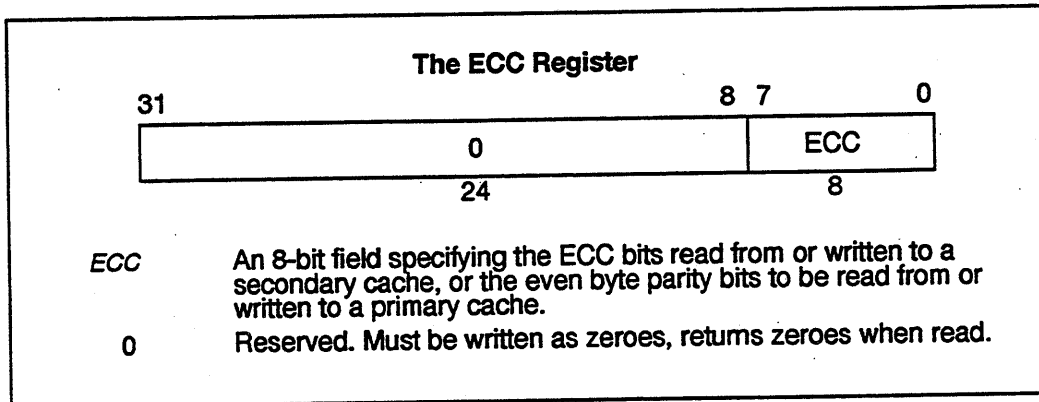 The ECC Register
31 8 7 0
0 ECC
24 8
ECC An 8-bit field specifying the ECC bits read from or written to a
secondary cache, or the even byte parity bits to be read from or
written to a primary cache.
0 Reserved. Must be written as zeroes, returns zeroes when read.